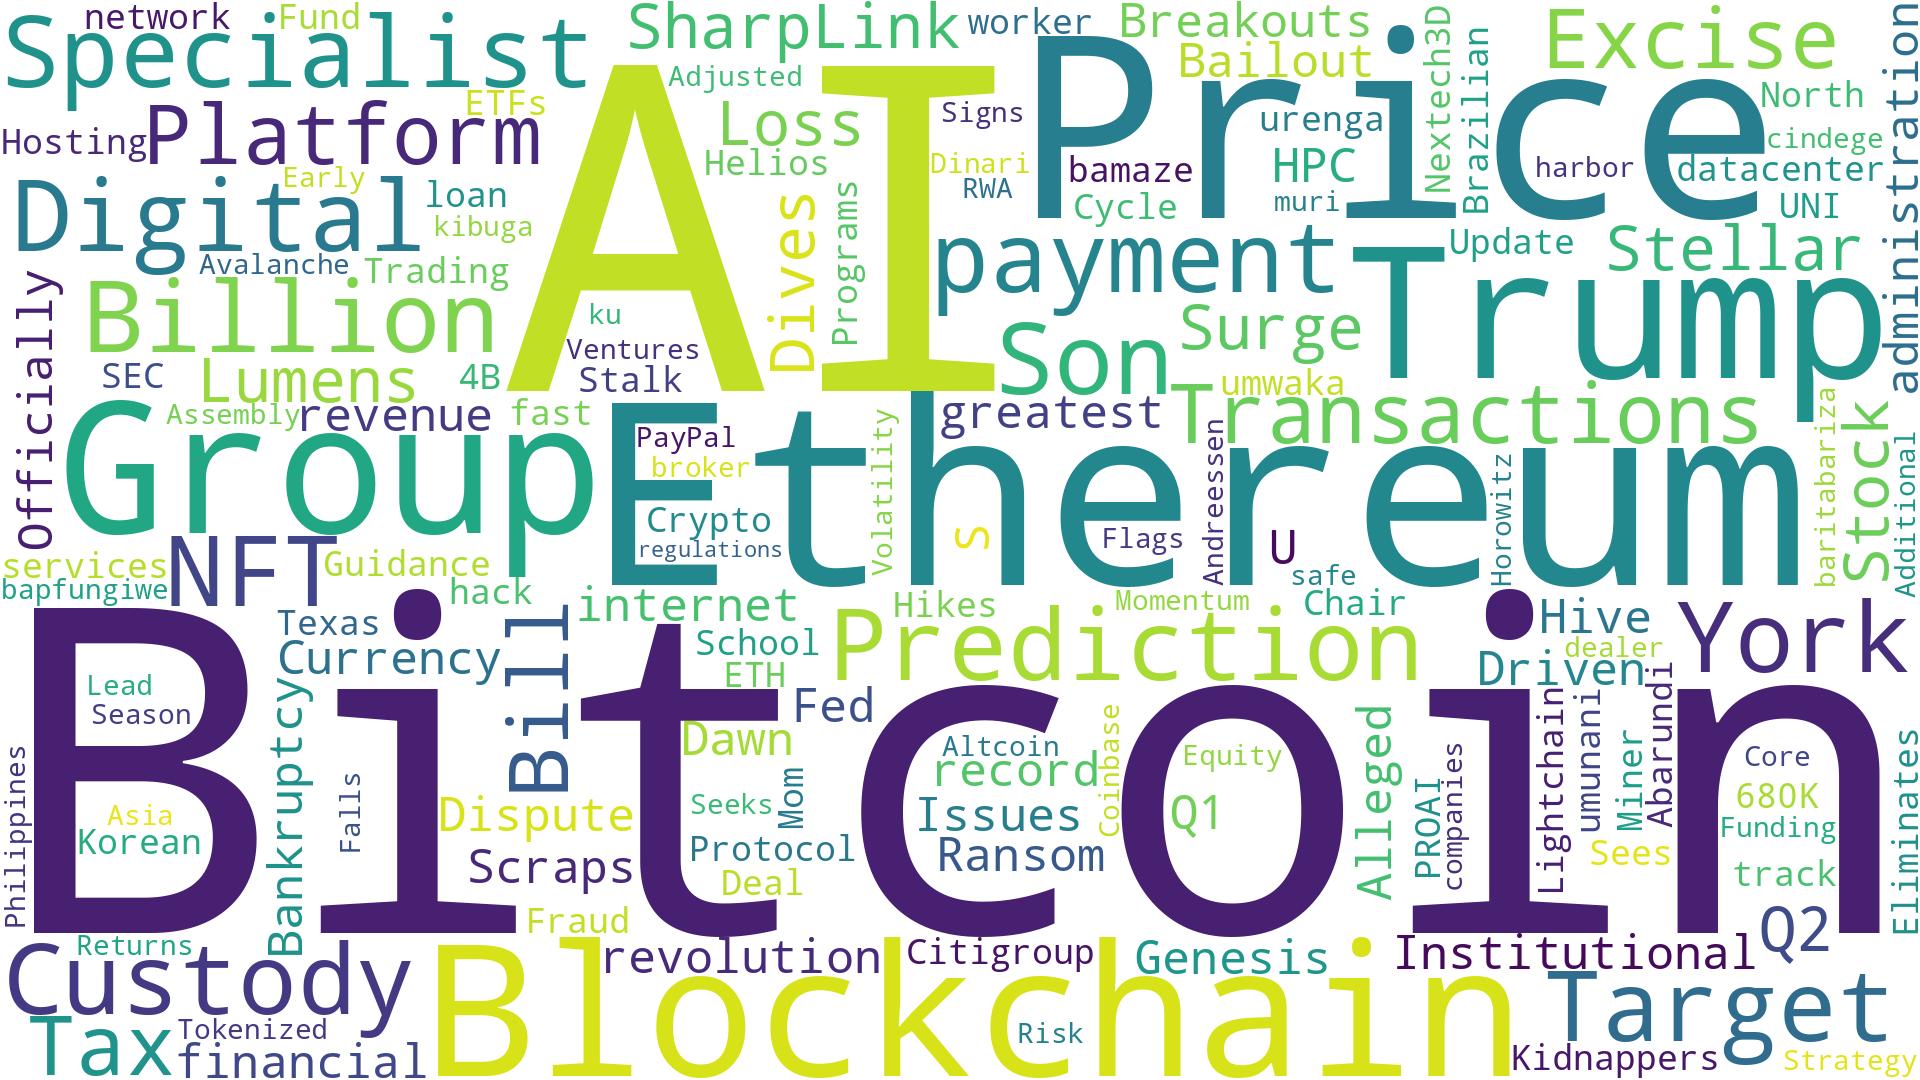 network
Fund
SharpLink
worker
Breakouts
Excise
Specialist
Bailout
administration
Nextech3D
Brazilian
AI
Price
Adjusted
ETFs
Platform
Loss
Signs
urenga
North
Hosting
Helios
Dinari
bamaze
HPC
harbor
cindege
datacenter
Early
RWA
Cycle
muri
UNI
Digital
loan
kibuga
Dives
Programs
payment
Trump
Update
Stellar
Avalanche
Trading
Officially
Billion
ku
Son
Surge
SEC
Lumens
4B
Ventures
Stalk
umwaka
Assembly
revenue
fast
greatest
Transactions
baritabariza
Stock
Group
Ethereum
PayPal
broker
Volatility
Andreessen
Horowitz
Additional
Crypto
regulations
S
Flags
U
services
NFT
Guidance
safe
bapfungiwe
hack
internet
Hikes
Momentum
Chair
Hive
York
Texas
Bill
School
Prediction
dealer
Currency
ETH
Driven
Bitcoin
Lead
Season
Bankruptcy
Fed
Abarundi
Dawn
Altcoin
Coinbase
Equity
Alleged
companies
Lightchain
umunani
Miner
Core
Eliminates
Philippines
Falls
record
Mom
PROAI
680K
Asia
Dispute
Seeks
Issues
Q1
Funding
Korean
Protocol
Ransom
Sees
Scraps
Deal
track
Fraud
Q2
Returns
Custody
revolution
Citigroup
Genesis
Institutional
Blockchain
Target
Tax
Tokenized
Risk
financial
Kidnappers
Strategy